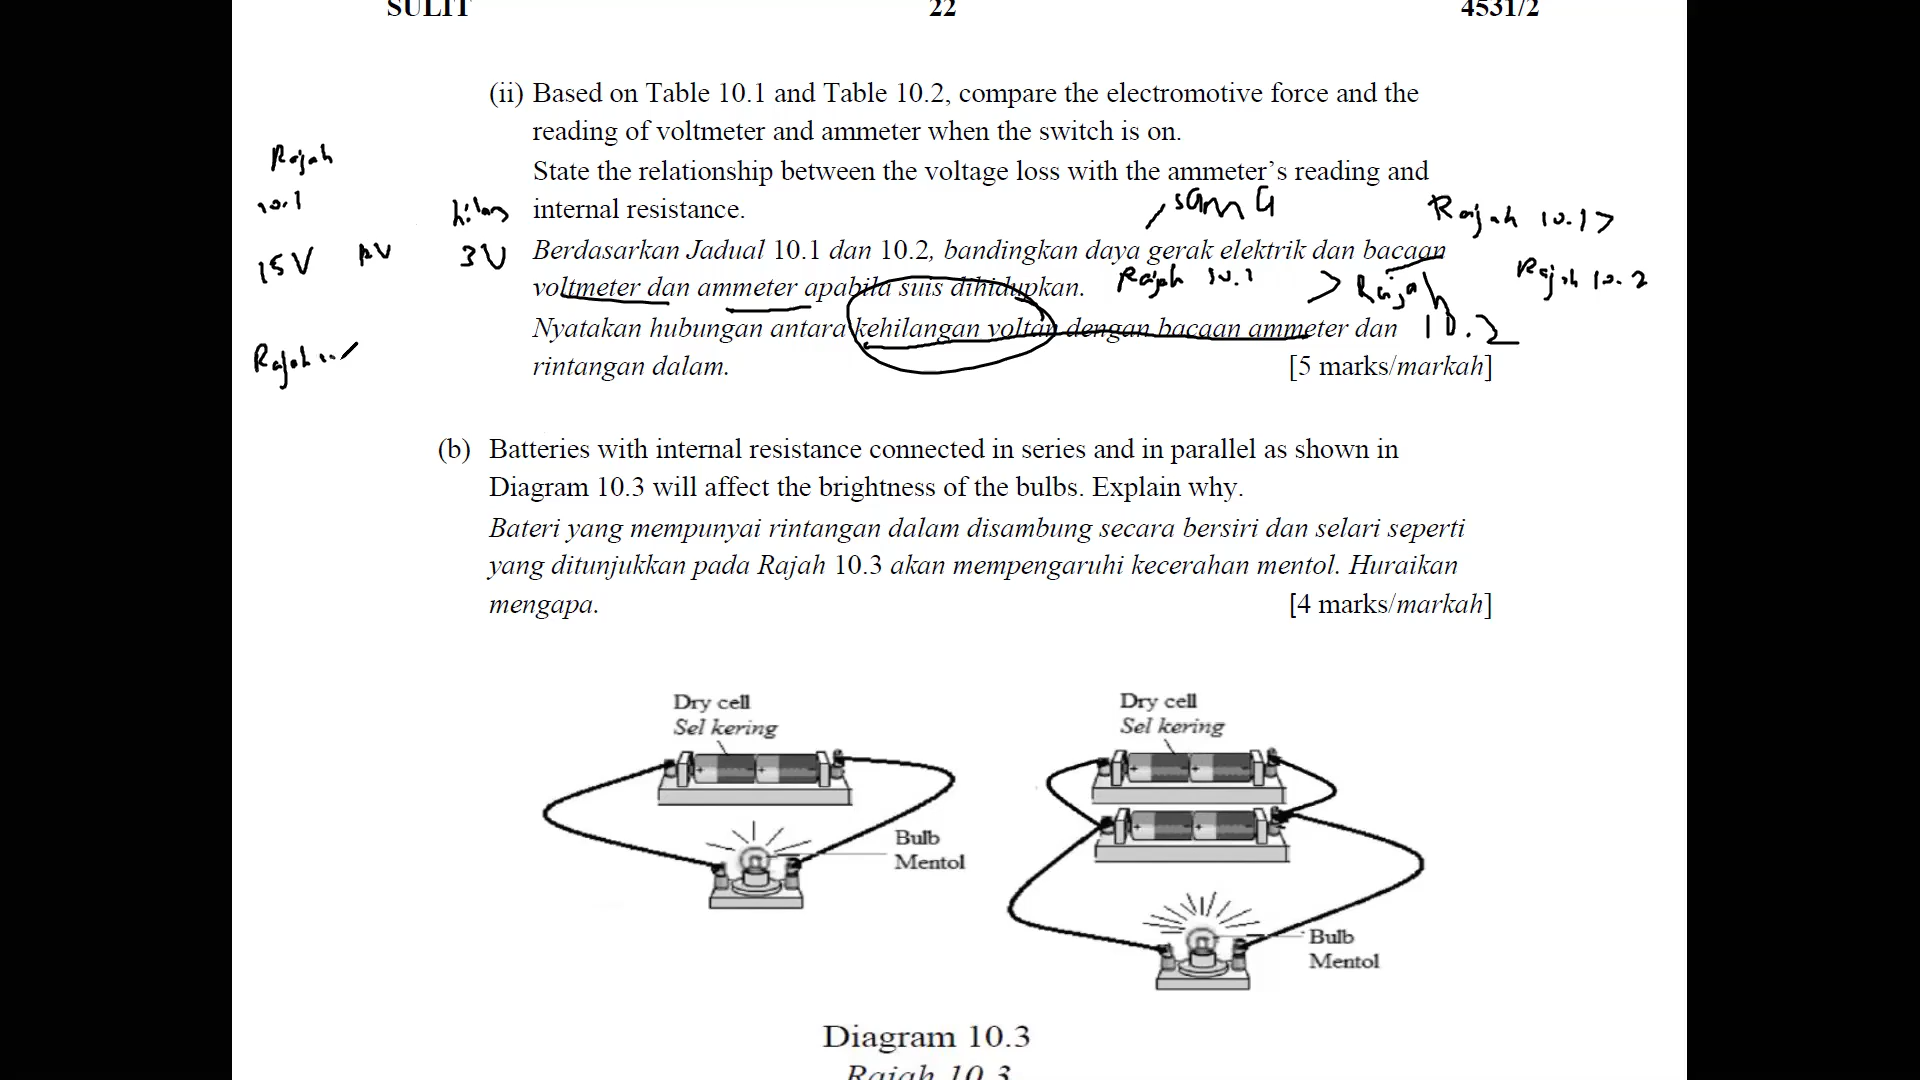 SULIT 22 4531/2
(ii) Based on Table 10.1 and Table 10.2, compare the electromotive force and the
reading of voltmeter and ammeter when the switch is on.
State the relationship between the voltage loss with the ammeter's reading and
internal resistance.
Berdasarkan Jadual 10.1 dan 10.2, bandingkan daya gerak elektrik dan bacaan
voltmeter dan ammeter apabila suis dihidupkan.
Nyatakan hubungan antara kehilangan voltan dengan bacaan ammeter dan
rintangan dalam. [5 marks/markah]
Rajah
10.1
hilang
15V
3V
Rajah
sama
Rajah 10.1 >
Rajah 10.2
Rajah 10.1 > Rajah
10.2
(b) Batteries with internal resistance connected in series and in parallel as shown in
Diagram 10.3 will affect the brightness of the bulbs. Explain why.
Bateri yang mempunyai rintangan dalam disambung secara bersiri dan selari seperti
yang ditunjukkan pada Rajah 10.3 akan mempengaruhi kecerahan mentol. Huraikan
mengapa. [4 marks/markah]
Dry cell
Sel kering
Bulb
Mentol
Dry cell
Sel kering
Bulb
Mentol
Diagram 10.3
Rajah 10.3